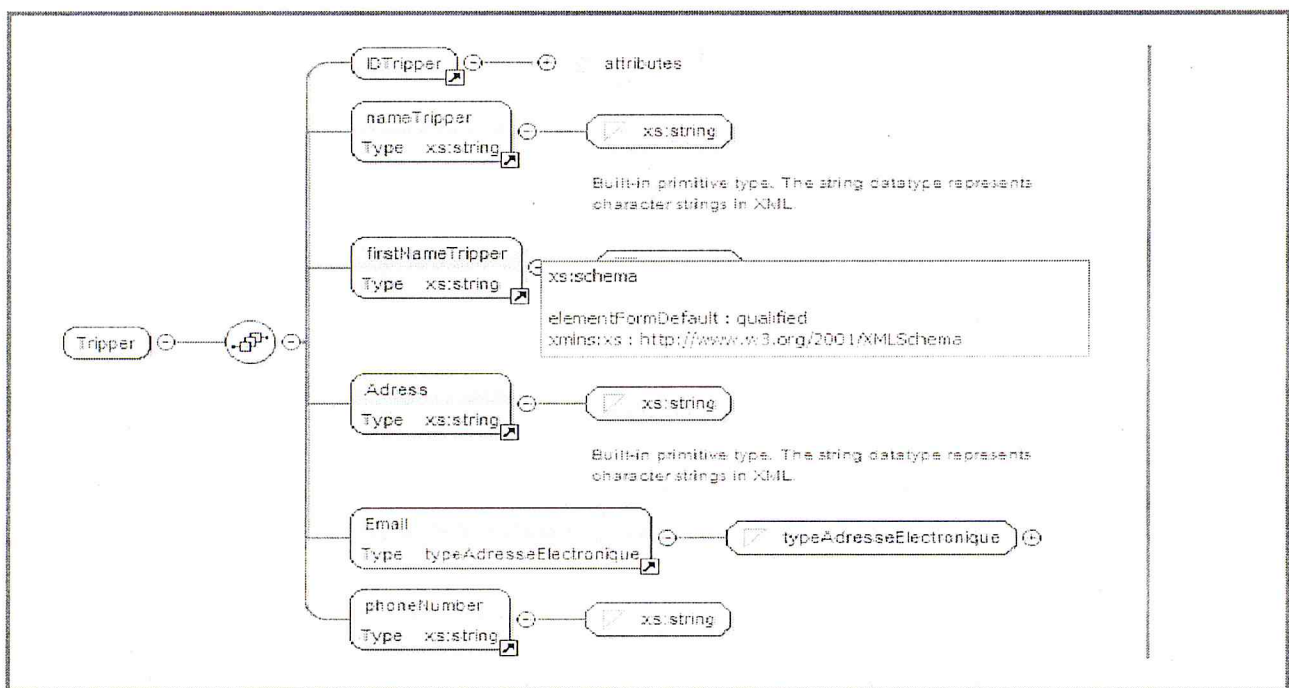 IDTripper
attributes
nameTripper
Type xs:string
xs:string
Built-in primitive type. The string datatype represents
character strings in XML.
firstNameTripper
Type xs:string
xs:schema
elementFormDefault : qualified
xmlns:xs : http://www.w3.org/2001/XMLSchema
Tripper
Adress
Type xs:string
xs:string
Built-in primitive type. The string datatype represents
character strings in XML.
Email
Type typeAdresseElectronique
typeAdresseElectronique
phoneNumber
Type xs:string
xs:string